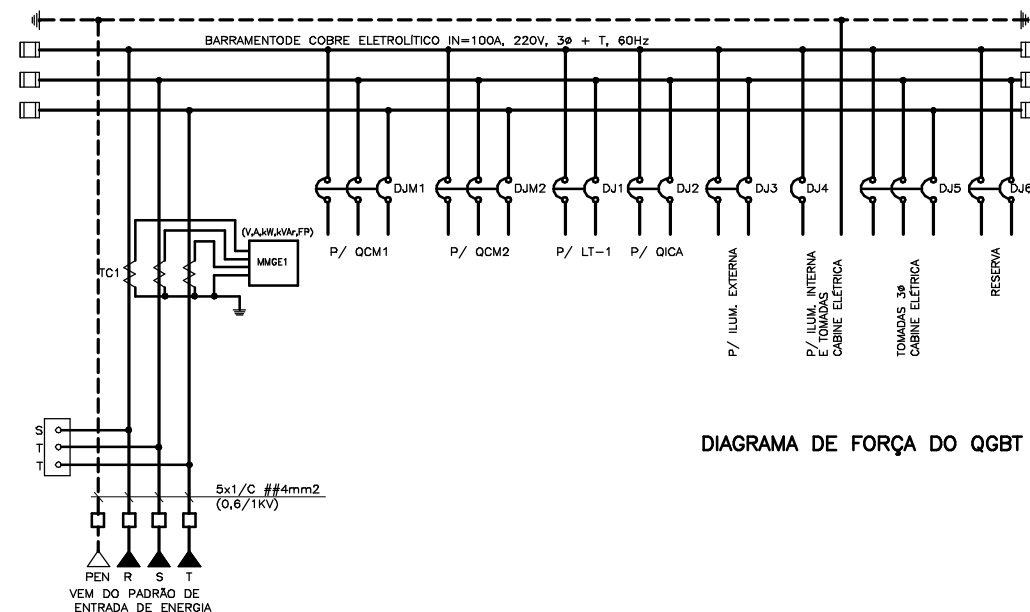 BARRAMENTODE COBRE ELETROLÍTICO IN=100A, 220V, 3ø + T, 60Hz
DJM1
DJM2
DJ1
DJ2
DJ3
DJ4
DJ5
DJ6
(V,A,kW,kVAr,FP)
MMGE1
TC1
P/ QCM1
P/ QCM2
P/ LT-1
P/ QICA
P/ ILUM. EXTERNA
P/ ILUM. INTERNA
E TOMADAS
CABINE ELÉTRICA
TOMADAS 3ø
CABINE ELÉTRICA
RESERVA
S
T
T
DIAGRAMA DE FORÇA DO QGBT
5x1/C ##4mm2
(0,6/1KV)
PEN R S T
VEM DO PADRÃO DE
ENTRADA DE ENERGIA